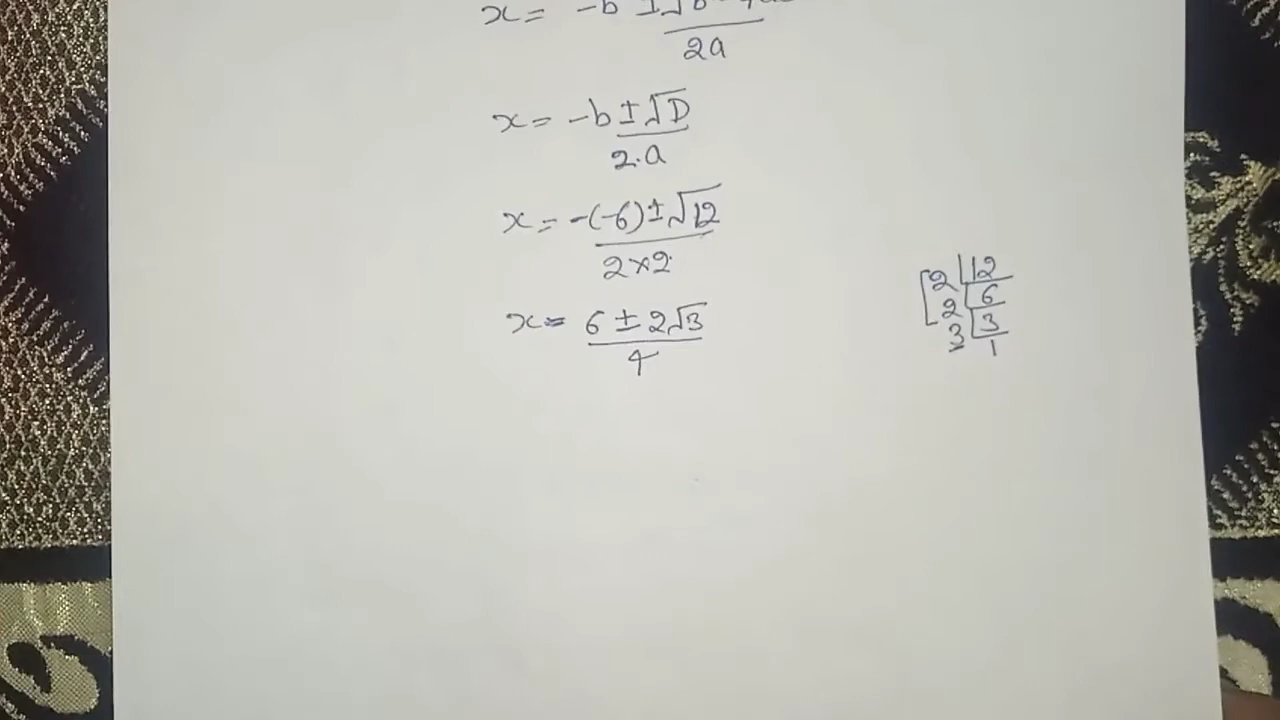 x = -b ± √
2a
x = -b ± √D
2.a
x = -(-6) ± √12
2×2
x = 6 ± 2√3
4
2 | 12
2 | 6
3 | 3
1